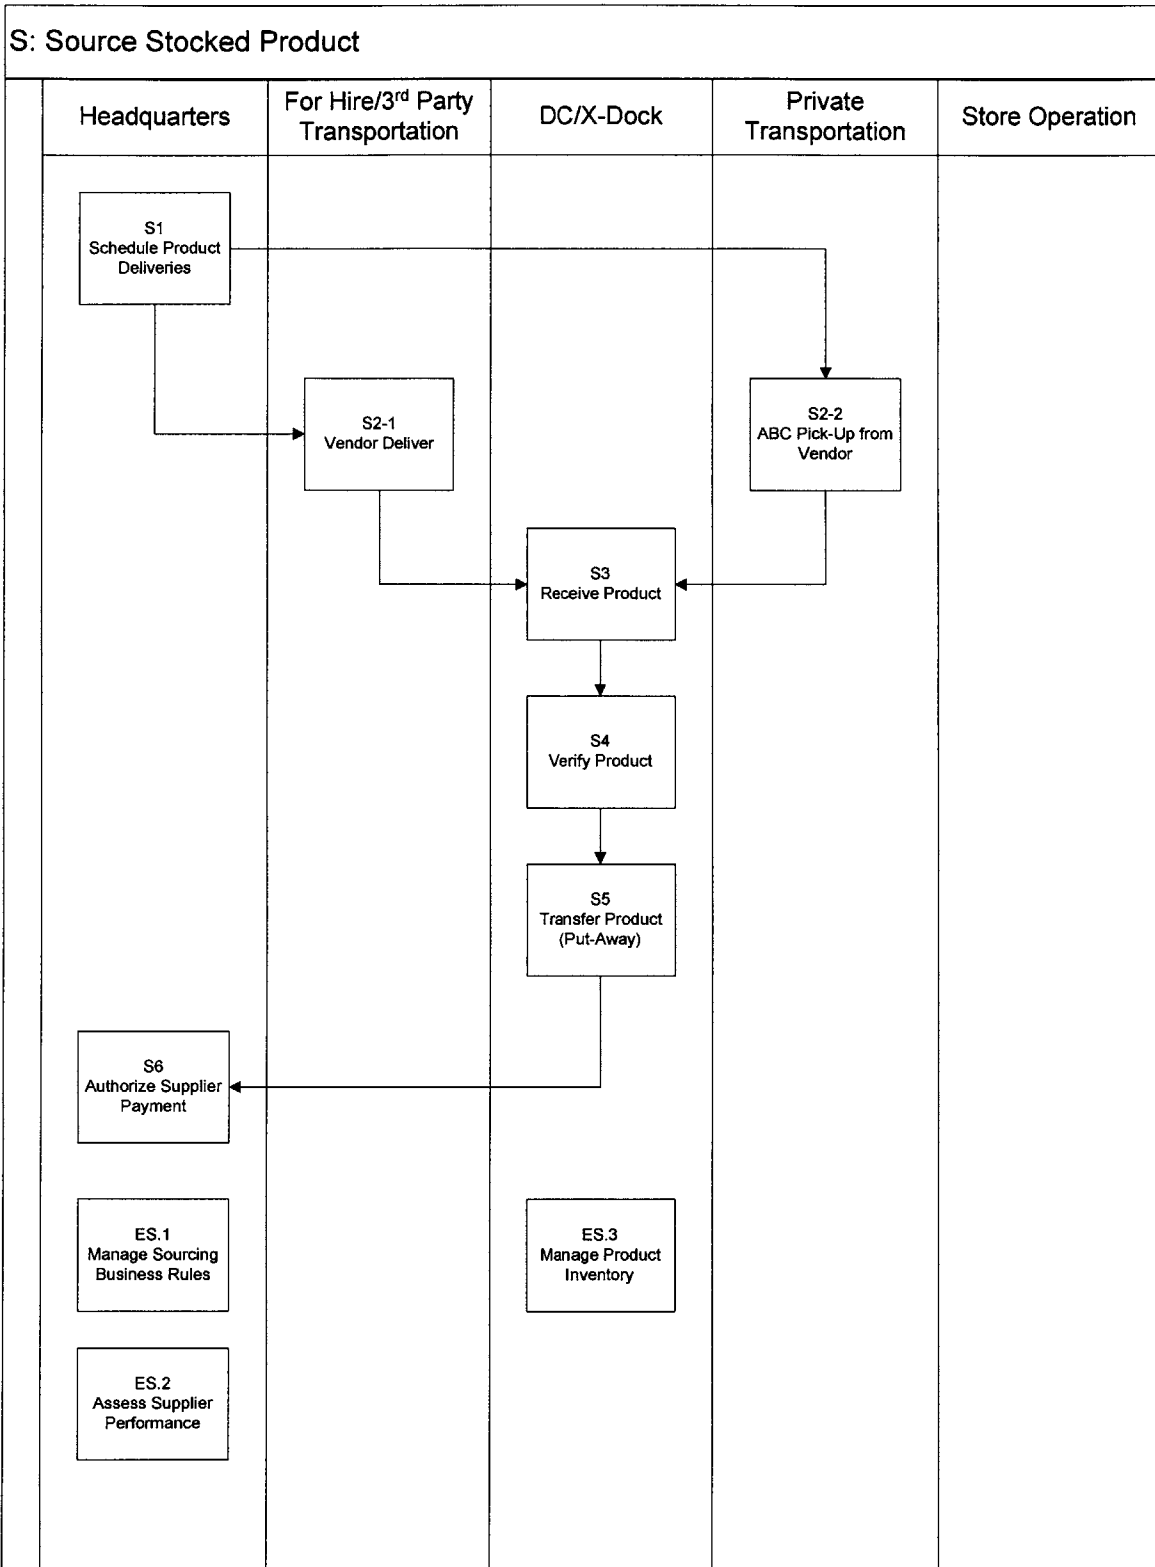 S: Source Stocked Product
Headquarters
For Hire/3rd Party
Transportation
DC/X-Dock
Private
Transportation
Store Operation
S1
Schedule Product
Deliveries
S2-1
Vendor Deliver
S2-2
ABC Pick-Up from
Vendor
S3
Receive Product
S4
Verify Product
S5
Transfer Product
(Put-Away)
S6
Authorize Supplier
Payment
ES.1
Manage Sourcing
Business Rules
ES.3
Manage Product
Inventory
ES.2
Assess Supplier
Performance